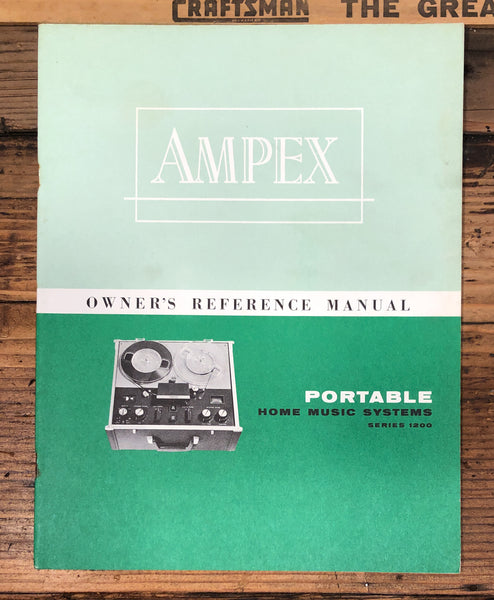 CRAFTSMAN THE GREA
AMPEX
OWNER'S REFERENCE MANUAL
PORTABLE
HOME MUSIC SYSTEMS
SERIES 1200